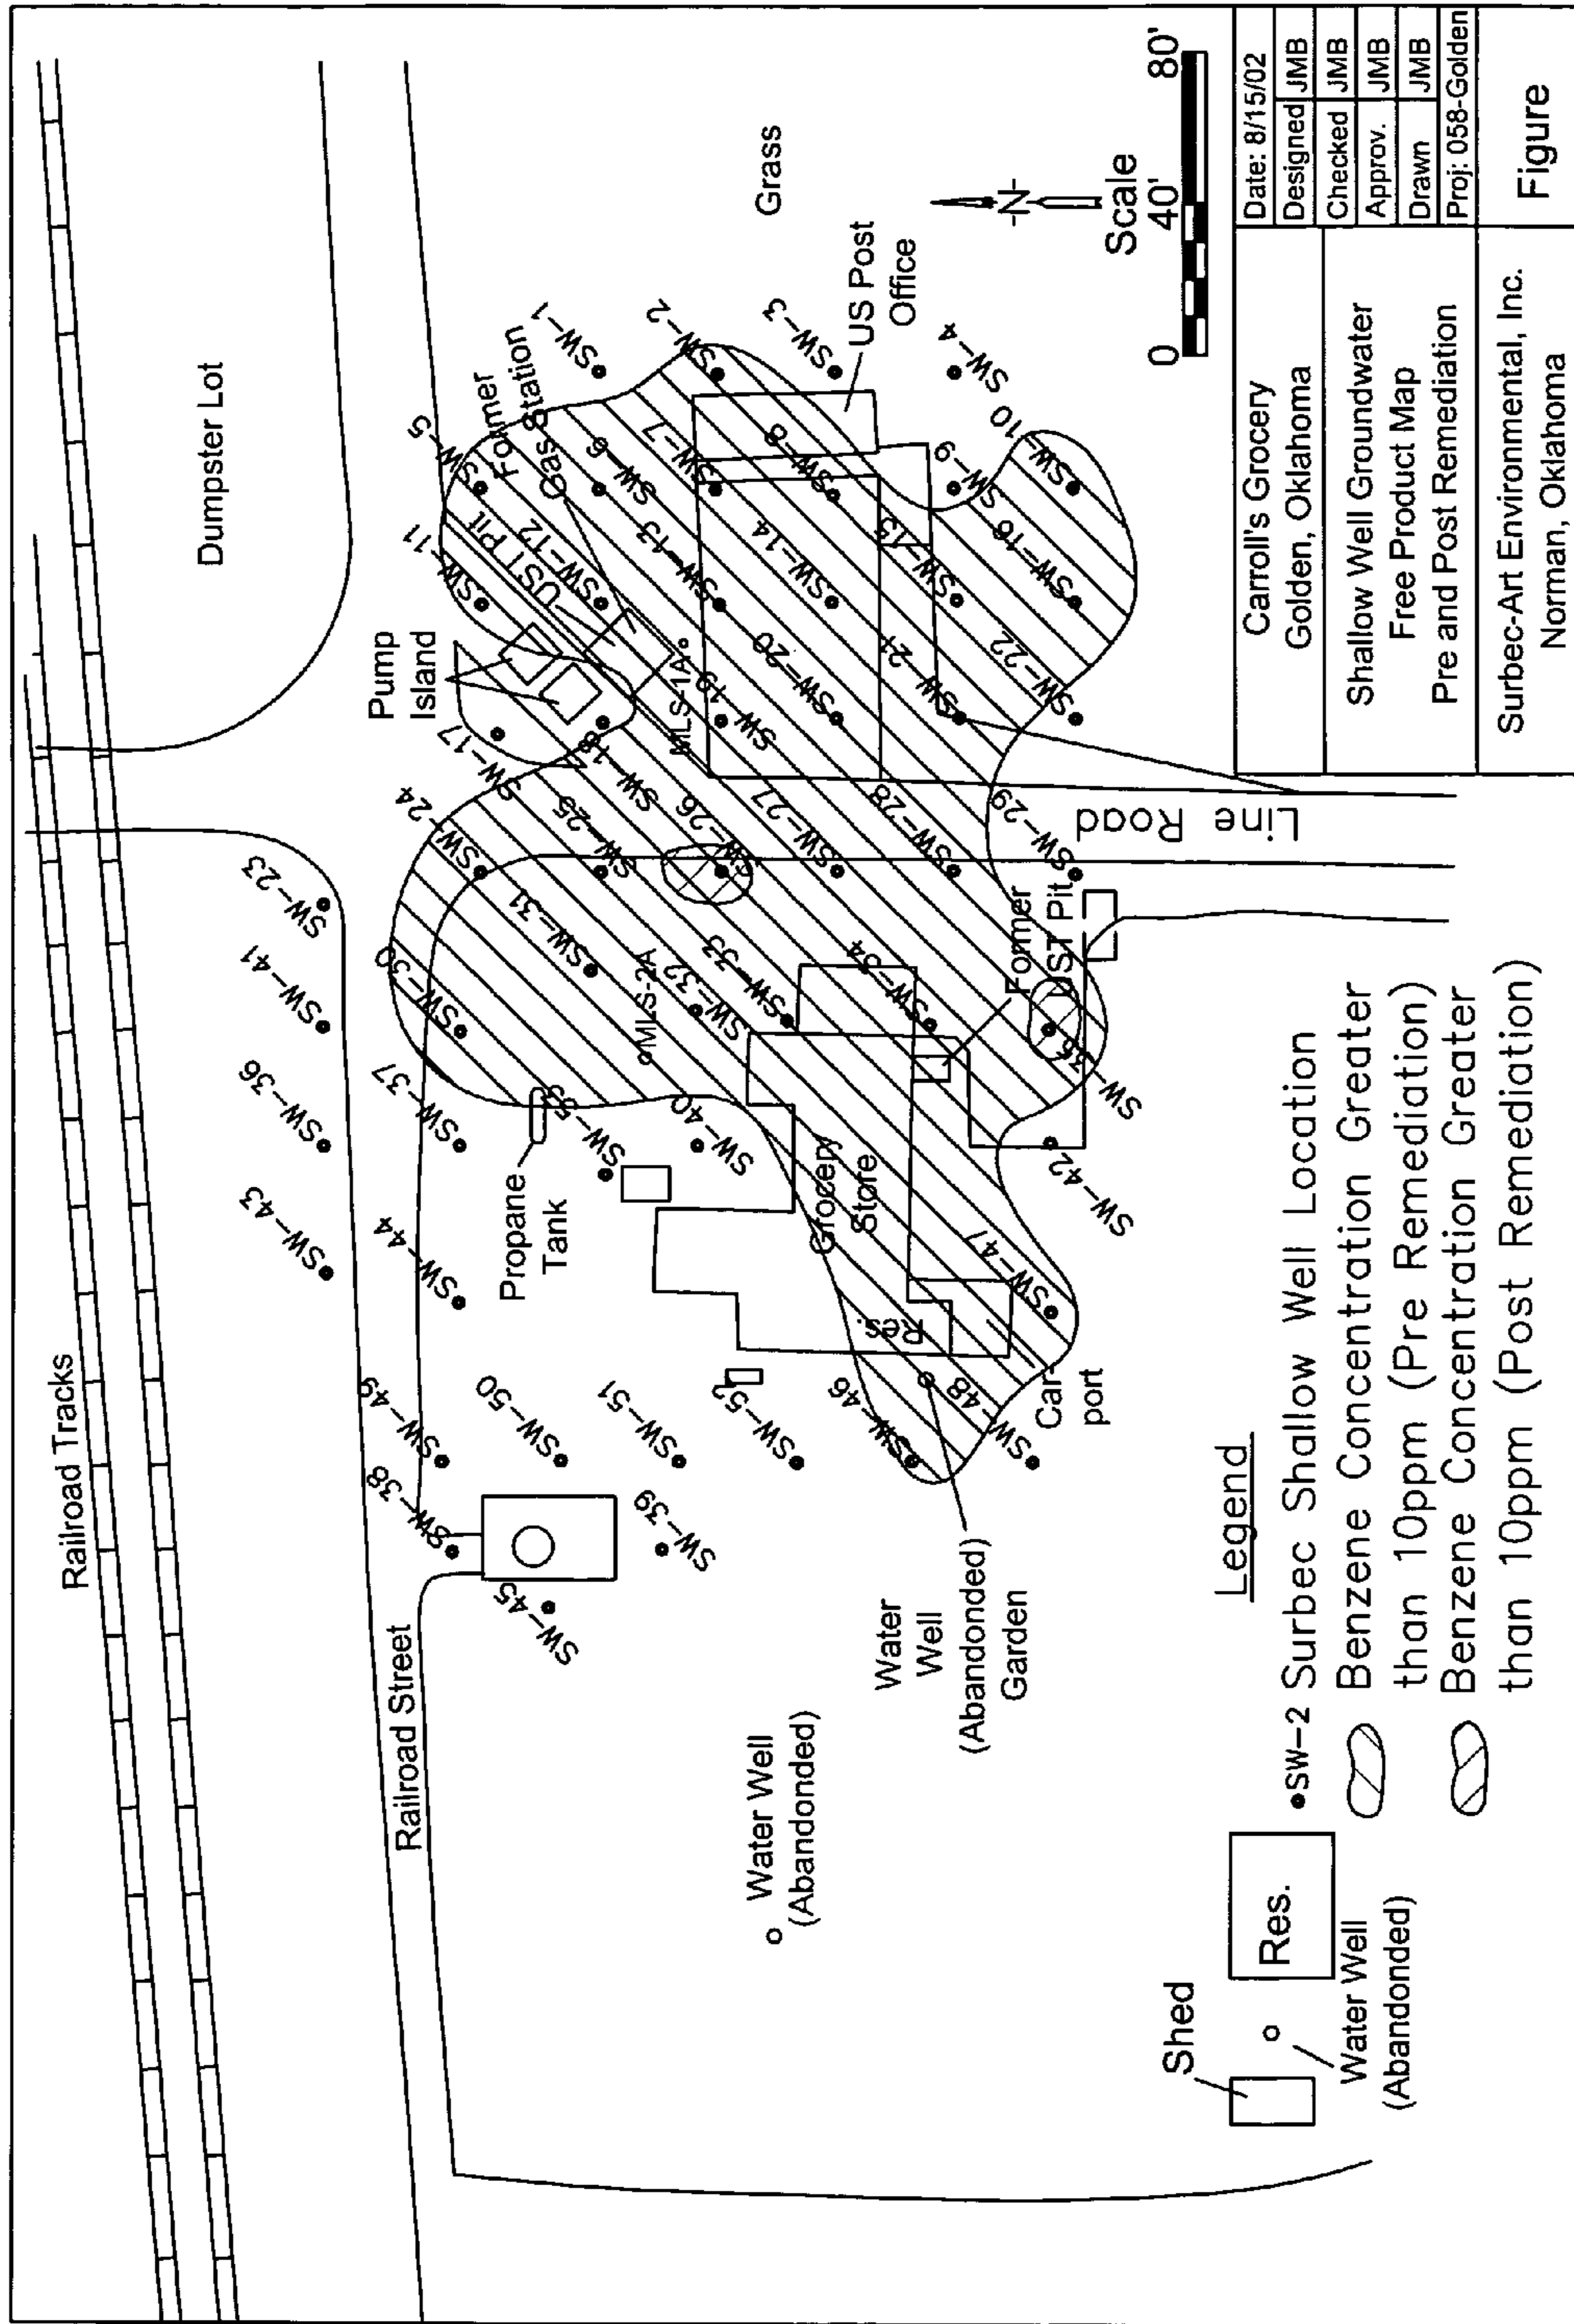 Railroad Tracks
Dumpster Lot
Railroad Street
Pump
Island
Former
Gas Station
UST Pit
Grass
US Post
Office
N
Scale
0 40' 80'
Line Road
Former
UST Pit
Propane
Tank
Grocery
Store
Res.
Car-
port
Water
Well
(Abandonded)
Garden
Water Well
(Abandonded)
Shed
Res.
Water Well
(Abandonded)
SW-1
SW-2
SW-3
SW-4
SW-5
SW-6
SW-7
SW-8
SW-9
SW-10
SW-11
SW-12
SW-13
SW-14
SW-15
SW-16
SW-17
SW-18
SW-19
SW-20
SW-21
SW-22
SW-23
SW-24
SW-25
SW-26
SW-27
SW-28
SW-29
SW-30
SW-31
SW-32
SW-33
SW-34
SW-35
SW-36
SW-37
SW-38
SW-39
SW-40
SW-41
SW-42
SW-43
SW-44
SW-45
SW-46
SW-47
SW-48
SW-49
SW-50
SW-51
SW-52
SW-53
MLS-1A
MLS-2A
Legend
SW-2 Surbec Shallow Well Location
Benzene Concentration Greater
than 10ppm (Pre Remediation)
Benzene Concentration Greater
than 10ppm (Post Remediation)
Carroll's Grocery
Golden, Oklahoma
Shallow Well Groundwater
Free Product Map
Pre and Post Remediation
Surbec-Art Environmental, Inc.
Norman, Oklahoma
Date: 8/15/02
Designed JMB
Checked JMB
Approv. JMB
Drawn JMB
Proj: 058-Golden
Figure